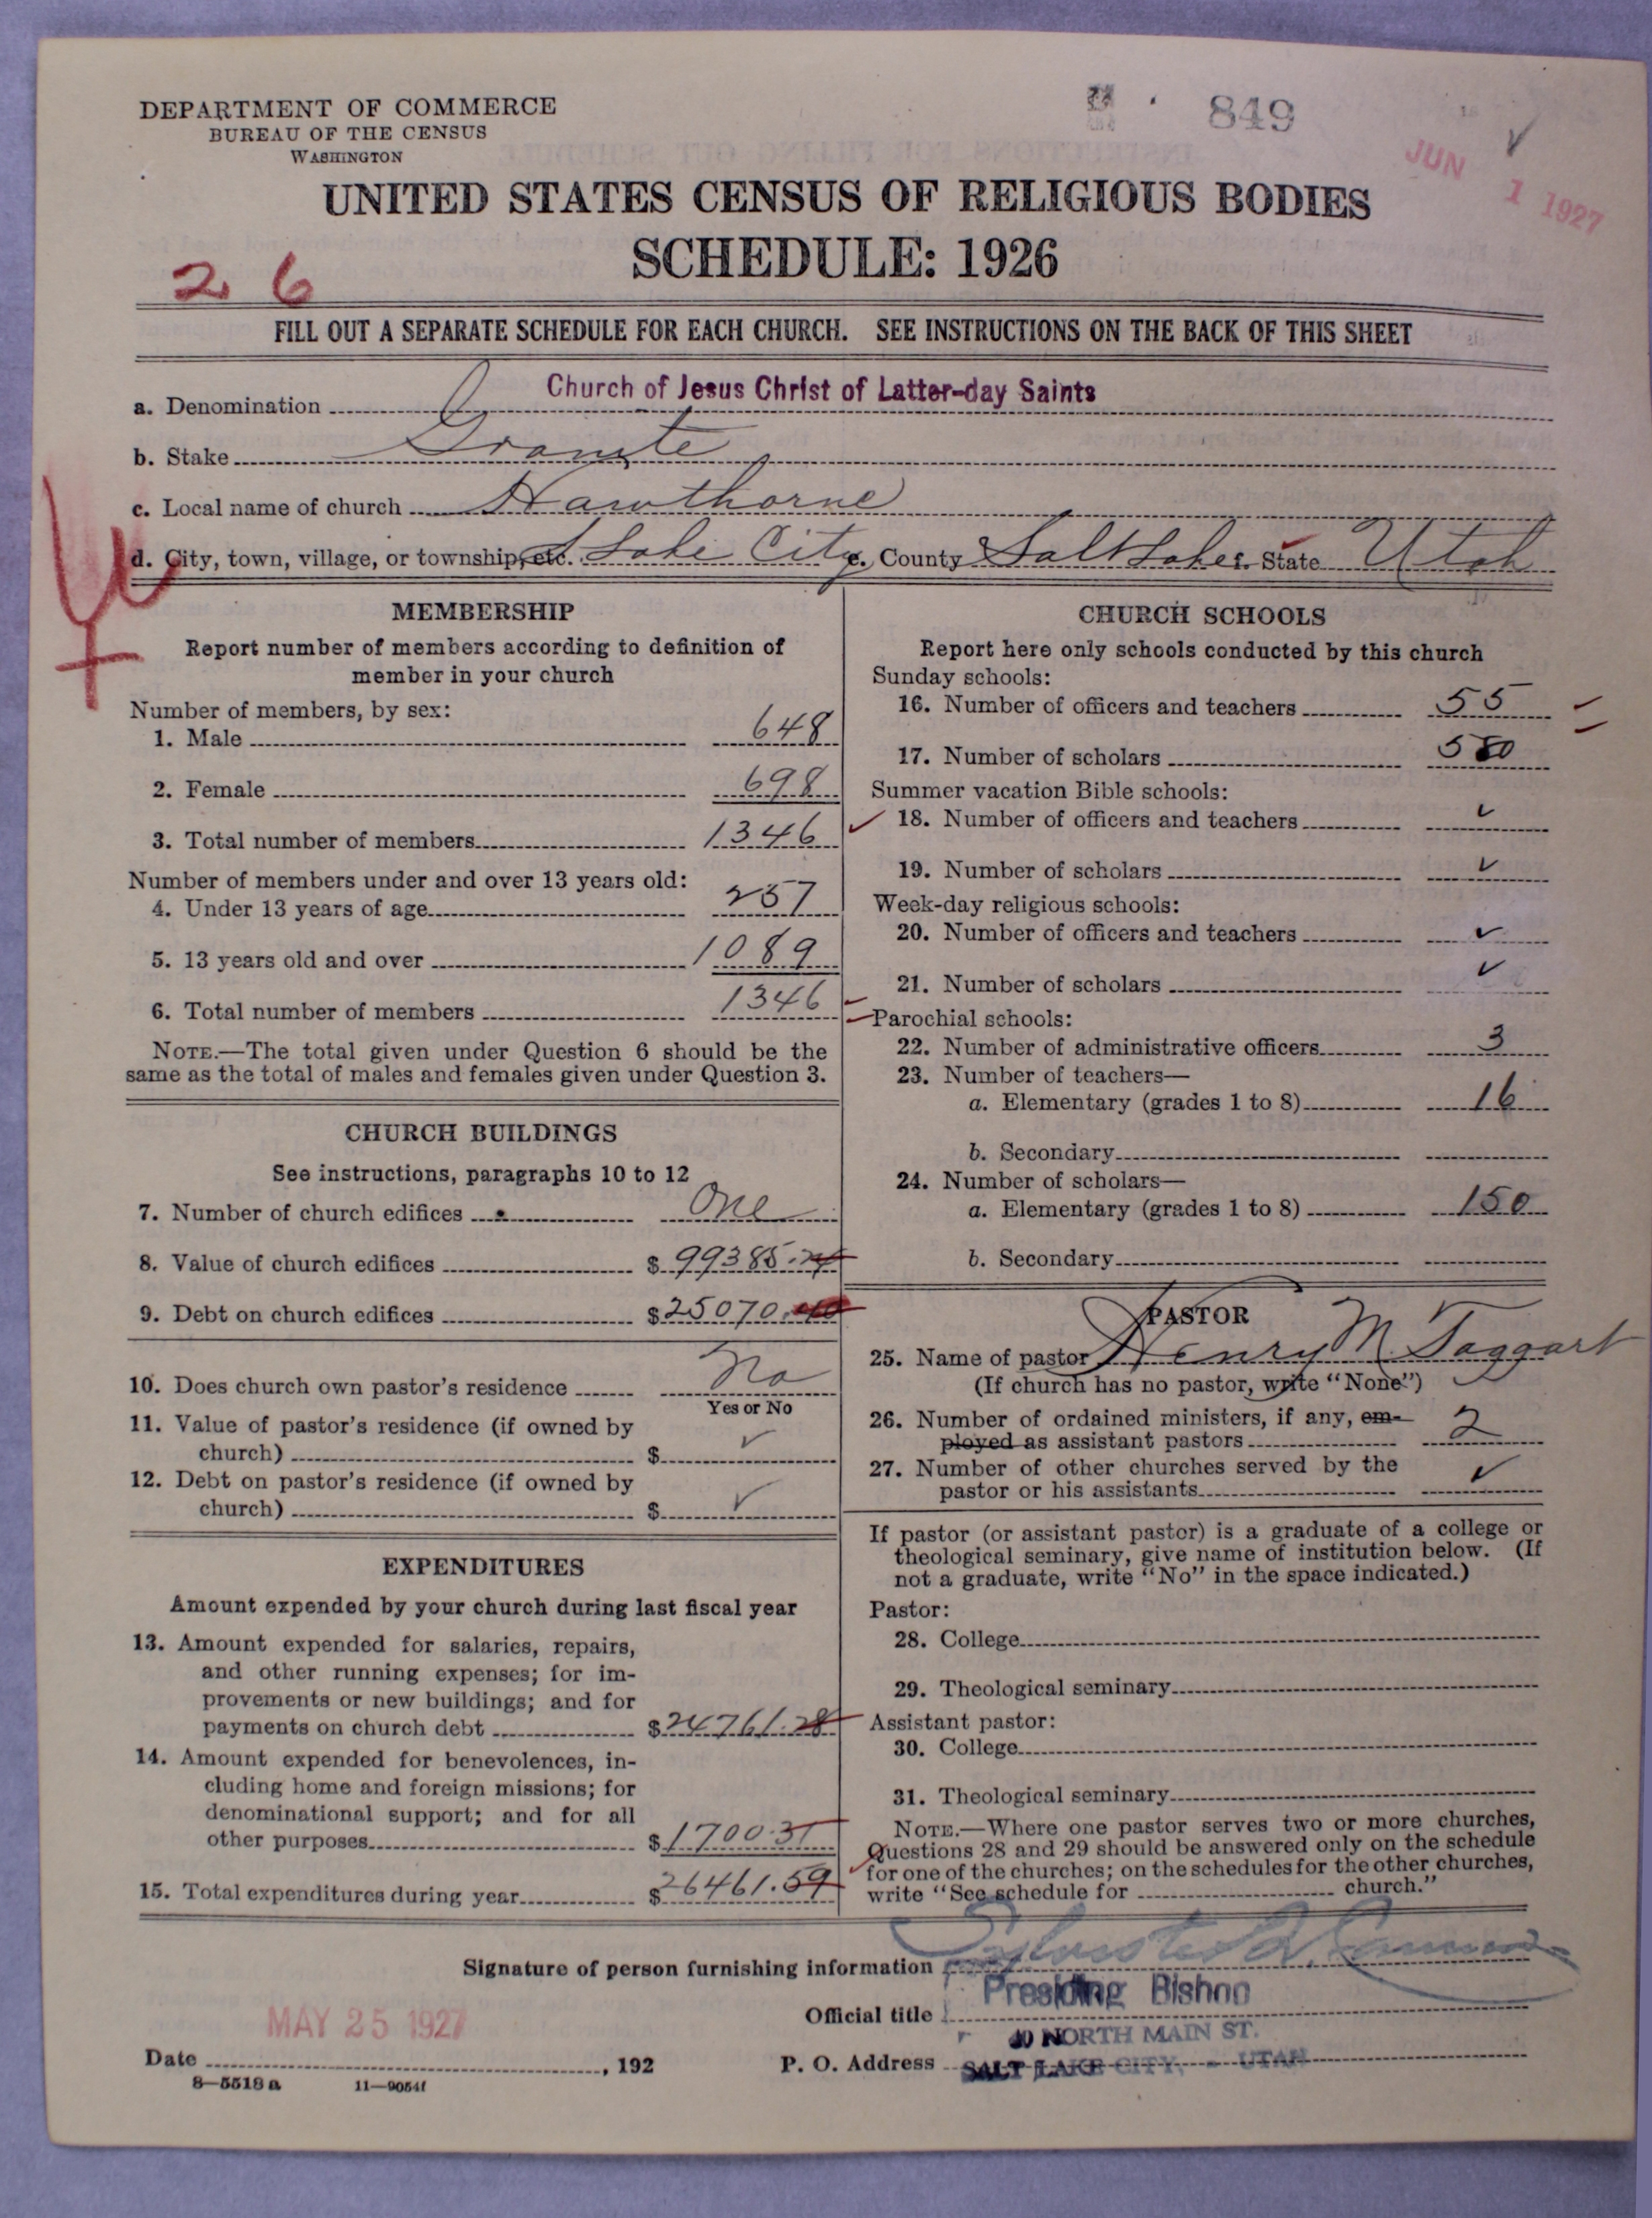 DEPARTMENT OF COMMERCE
BUREAU OF THE CENSUS
WASHINGTON
849
JUN 1 1927
UNITED STATES CENSUS OF RELIGIOUS BODIES
SCHEDULE: 1926
26
FILL OUT A SEPARATE SCHEDULE FOR EACH CHURCH. SEE INSTRUCTIONS ON THE BACK OF THIS SHEET
a. Denomination Church of Jesus Christ of Latter-day Saints
b. Stake Granite
c. Local name of church Hawthorne
d. City, town, village, or township, etc. S Lake City e. County Salt Lake f. State Utah
MEMBERSHIP
Report number of members according to definition of
member in your church
Number of members, by sex:
1. Male 648
2. Female 698
3. Total number of members 1346
Number of members under and over 13 years old:
4. Under 13 years of age 257
5. 13 years old and over 1089
6. Total number of members 1346
NOTE.—The total given under Question 6 should be the
same as the total of males and females given under Question 3.
CHURCH BUILDINGS
See instructions, paragraphs 10 to 12
7. Number of church edifices One
8. Value of church edifices $ 99385.24
9. Debt on church edifices $ 25070.40
10. Does church own pastor's residence No
Yes or No
11. Value of pastor's residence (if owned by
church) $ ✓
12. Debt on pastor's residence (if owned by
church) $ ✓
EXPENDITURES
Amount expended by your church during last fiscal year
13. Amount expended for salaries, repairs,
and other running expenses; for im-
provements or new buildings; and for
payments on church debt $ 24761.28
14. Amount expended for benevolences, in-
cluding home and foreign missions; for
denominational support; and for all
other purposes $ 1700.31
15. Total expenditures during year $ 26461.59
CHURCH SCHOOLS
Report here only schools conducted by this church
Sunday schools:
16. Number of officers and teachers 55
17. Number of scholars 580
Summer vacation Bible schools:
18. Number of officers and teachers ✓
19. Number of scholars ✓
Week-day religious schools:
20. Number of officers and teachers ✓
21. Number of scholars ✓
Parochial schools:
22. Number of administrative officers 3
23. Number of teachers—
a. Elementary (grades 1 to 8) 16
b. Secondary
24. Number of scholars—
a. Elementary (grades 1 to 8) 150
b. Secondary
PASTOR
25. Name of pastor Henry M. Taggart
(If church has no pastor, write "None")
26. Number of ordained ministers, if any, em-
ployed as assistant pastors 2
27. Number of other churches served by the
pastor or his assistants ✓
If pastor (or assistant pastor) is a graduate of a college or
theological seminary, give name of institution below. (If
not a graduate, write "No" in the space indicated.)
Pastor:
28. College
29. Theological seminary
Assistant pastor:
30. College
31. Theological seminary
NOTE.—Where one pastor serves two or more churches,
Questions 28 and 29 should be answered only on the schedule
for one of the churches; on the schedules for the other churches,
write "See schedule for church."
Signature of person furnishing information Sylvester Q. Cannon
Official title Presiding Bishop
40 NORTH MAIN ST.
P. O. Address SALT LAKE CITY, - UTAH
MAY 25 1927
Date , 192
8—5518 a 11—9054f